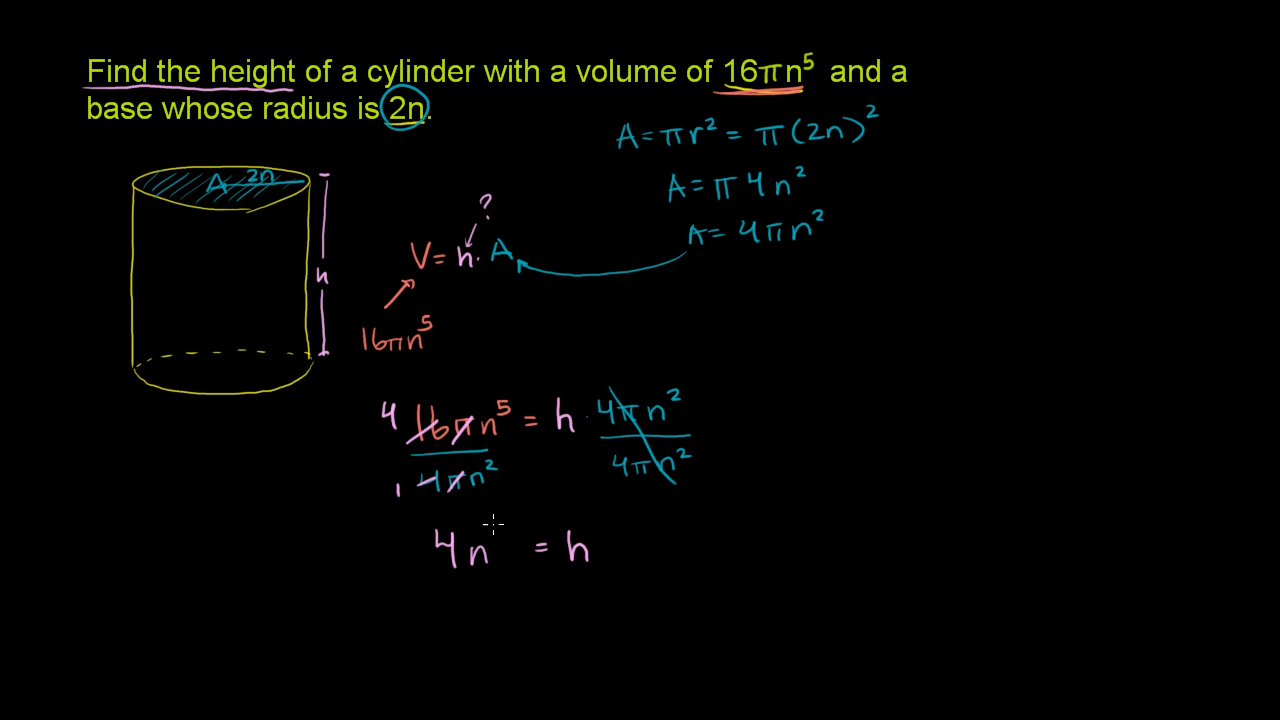 Find the height of a cylinder with a volume of 16πn⁵ and a
base whose radius is 2n.
A = πr² = π(2n)²
A = π4n²
A = 4πn²
A 2n
h
?
V = h · A
16πn⁵
4 16πn⁵ = h · 4πn²
1 4πn² 4πn²
4n = h